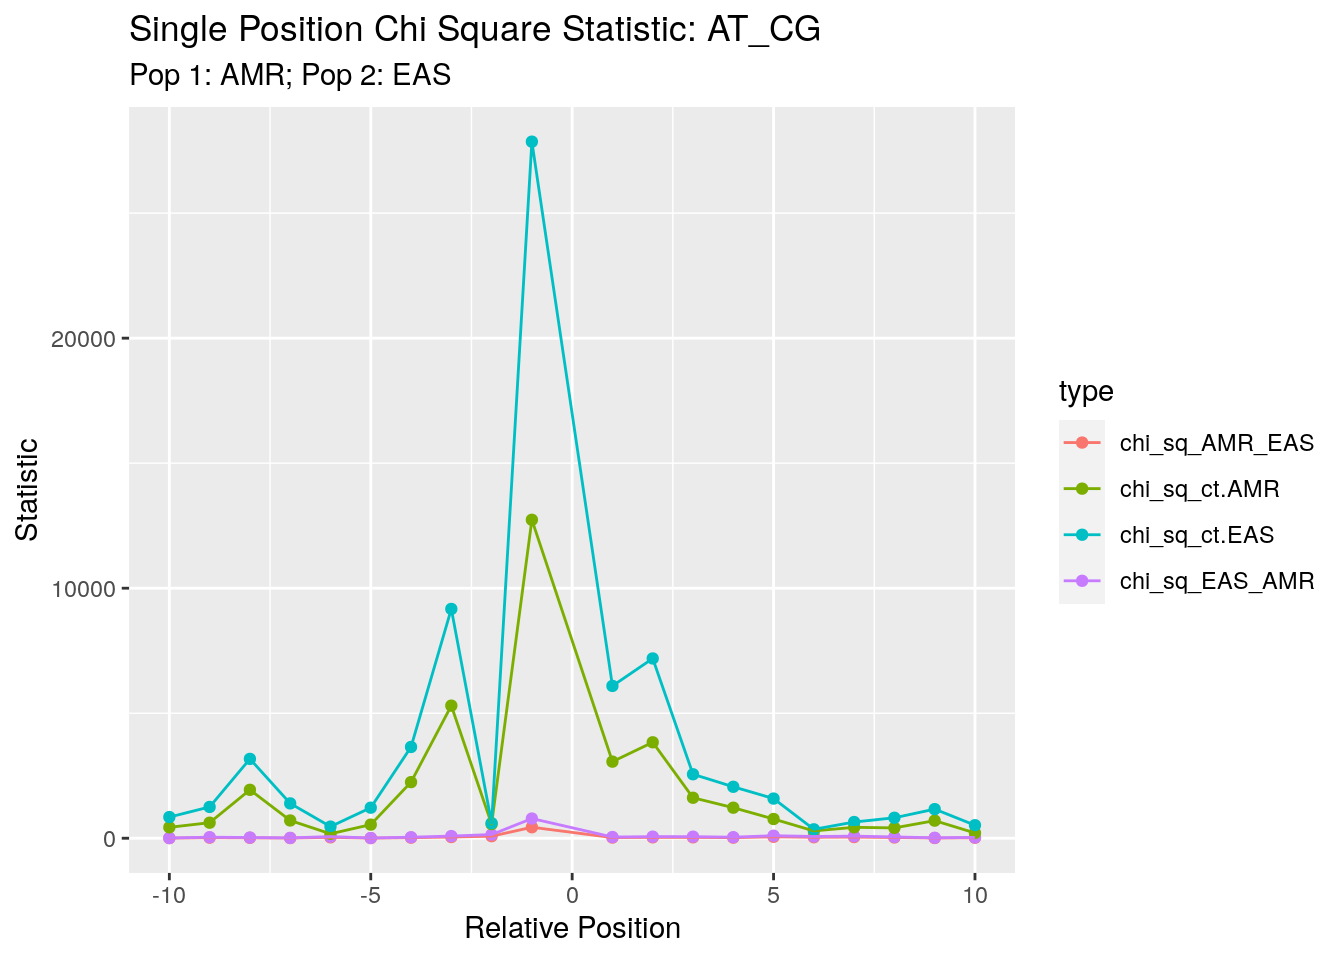 Single Position Chi Square Statistic: AT_CG
Pop 1: AMR; Pop 2: EAS
Statistic
20000
10000
0
-10 -5 0 5 10
Relative Position
type
chi_sq_AMR_EAS
chi_sq_ct.AMR
chi_sq_ct.EAS
chi_sq_EAS_AMR